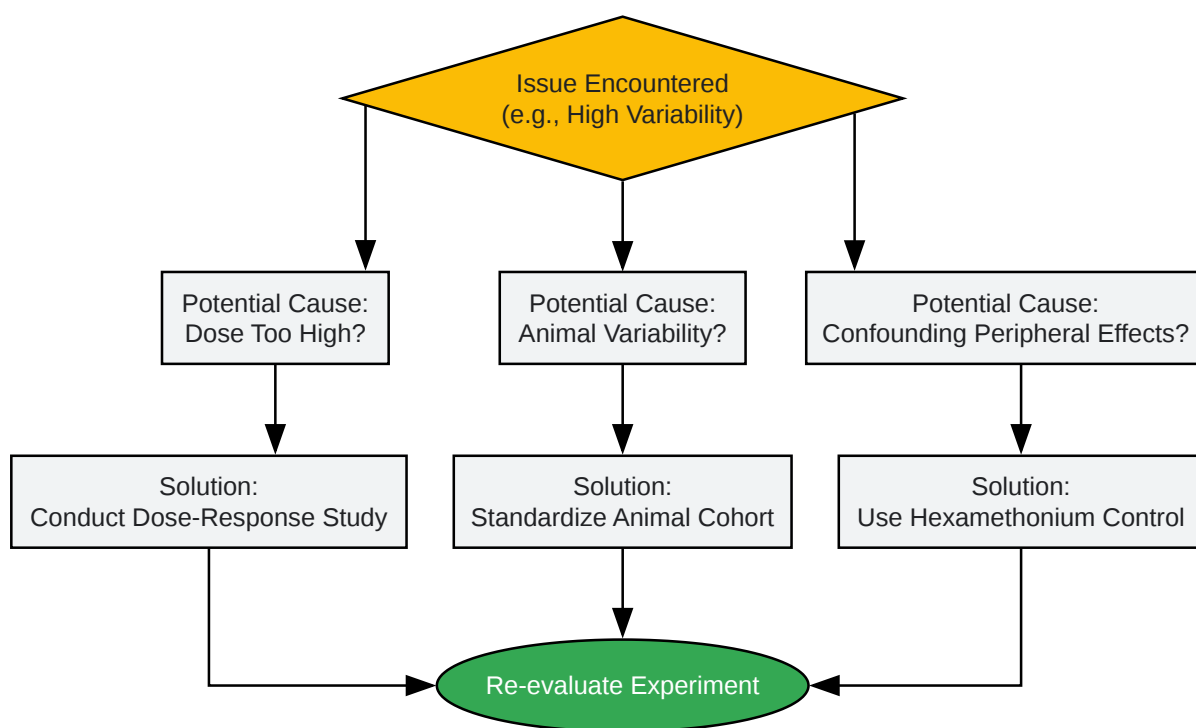 Issue Encountered
(e.g., High Variability)
Potential Cause:
Dose Too High?
Potential Cause:
Animal Variability?
Potential Cause:
Confounding Peripheral Effects?
Solution:
Conduct Dose-Response Study
Solution:
Standardize Animal Cohort
Solution:
Use Hexamethonium Control
Re-evaluate Experiment